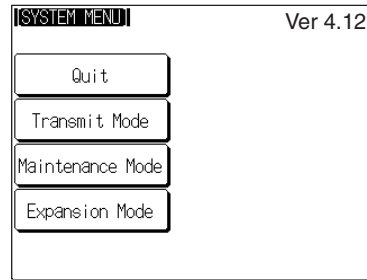 [SYSTEM MENU]
Ver 4.12
Quit
Transmit Mode
Maintenance Mode
Expansion Mode